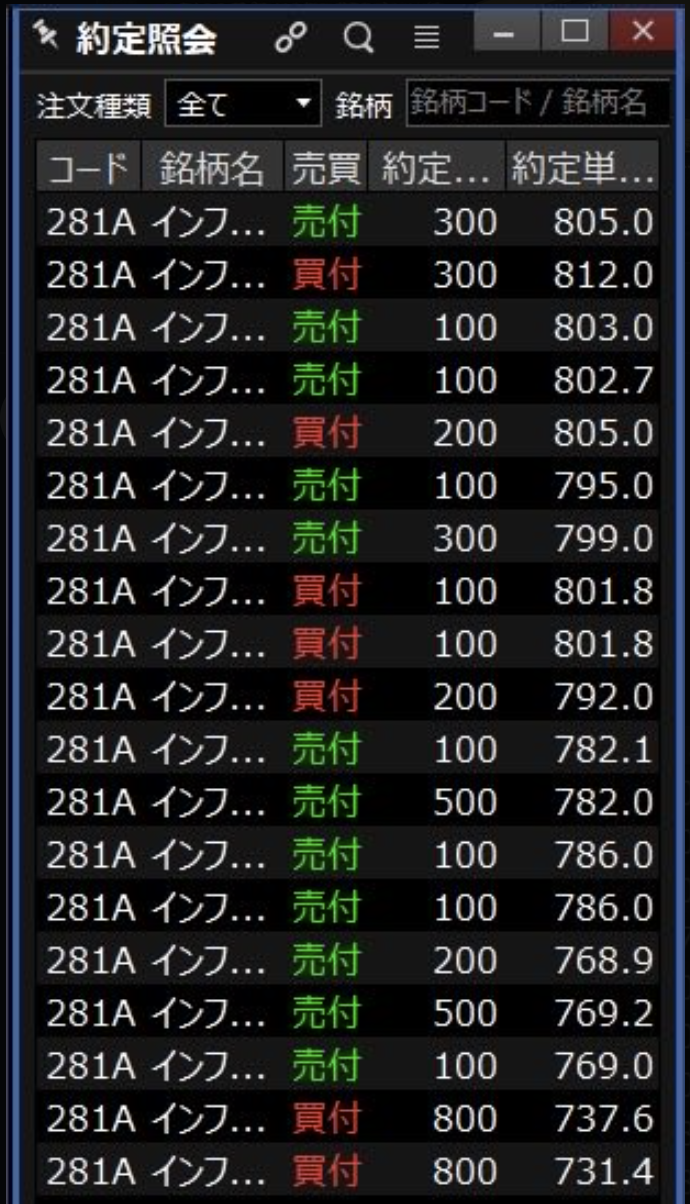 約定照会
注文種類 全て 銘柄 銘柄コード / 銘柄名
コード 銘柄名 売買 約定... 約定単...
281A インフ... 売付 300 805.0
281A インフ... 買付 300 812.0
281A インフ... 売付 100 803.0
281A インフ... 売付 100 802.7
281A インフ... 買付 200 805.0
281A インフ... 売付 100 795.0
281A インフ... 売付 300 799.0
281A インフ... 買付 100 801.8
281A インフ... 買付 100 801.8
281A インフ... 買付 200 792.0
281A インフ... 売付 100 782.1
281A インフ... 売付 500 782.0
281A インフ... 売付 100 786.0
281A インフ... 売付 100 786.0
281A インフ... 売付 200 768.9
281A インフ... 売付 500 769.2
281A インフ... 売付 100 769.0
281A インフ... 買付 800 737.6
281A インフ... 買付 800 731.4